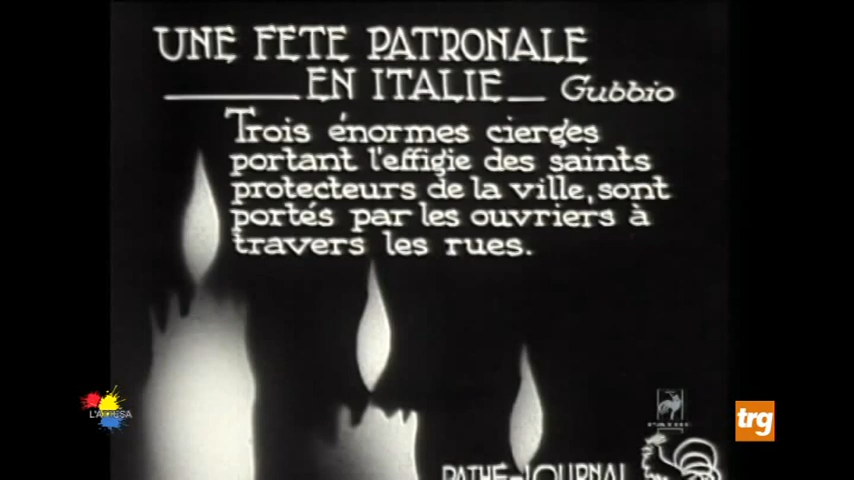 UNE FETE PATRONALE
EN ITALIE Gubbio
Trois énormes cierges
portant l'effigie des saints
protecteurs de la ville, sont
portés par les ouvriers à
travers les rues.
L'ATTESA
trg
PATHÉ-JOURNAL